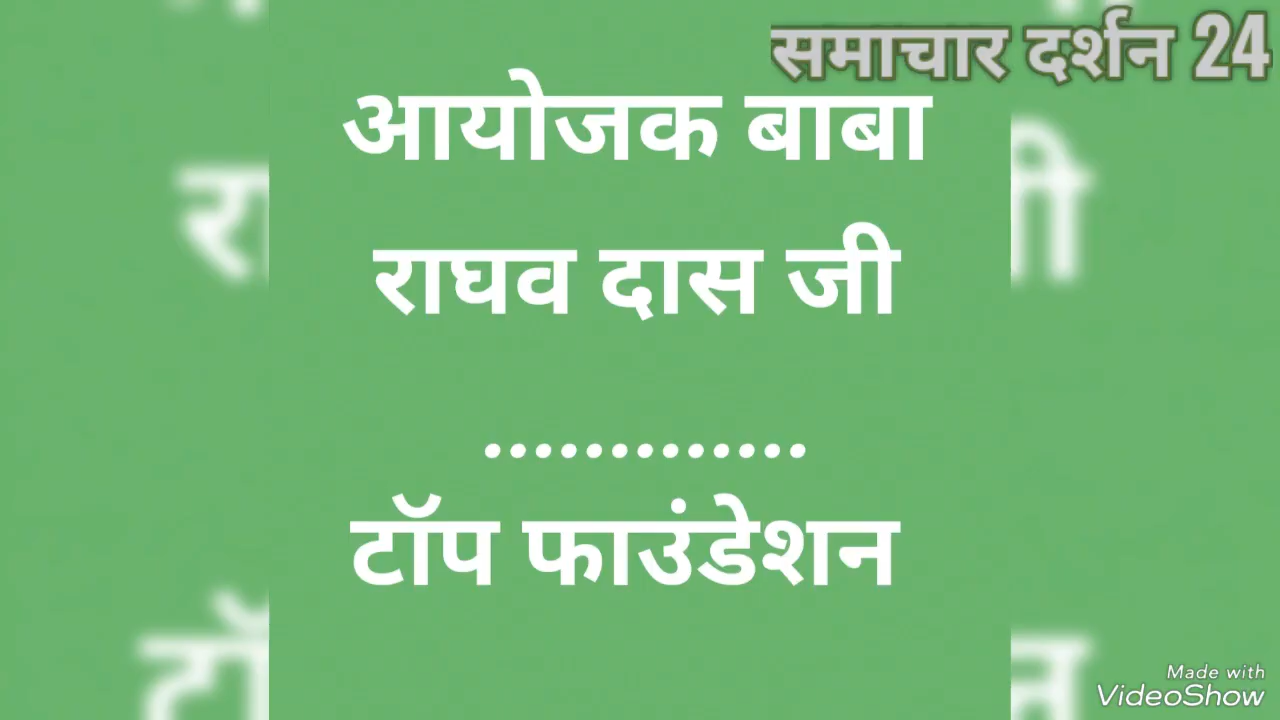 समाचार दर्शन 24
आयोजक बाबा
राघव दास जी
.............
टॉप फाउंडेशन
Made with
VideoShow